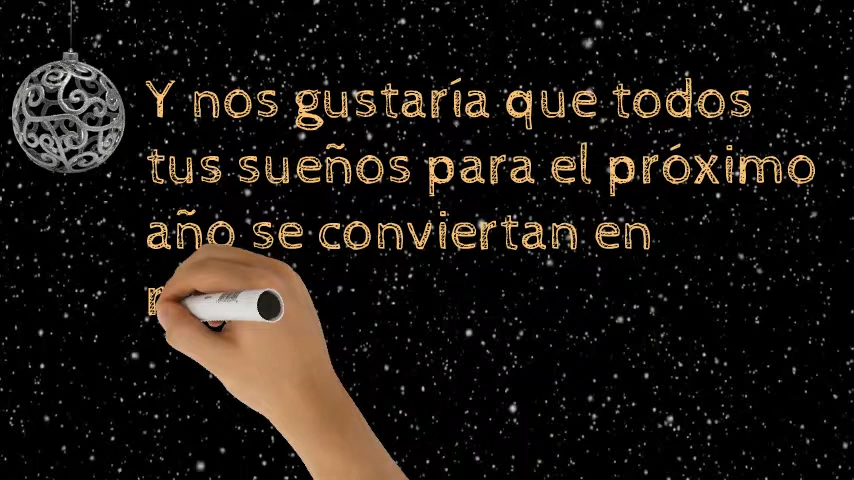 Y nos gustaría que todos
tus sueños para el próximo
año se conviertan en